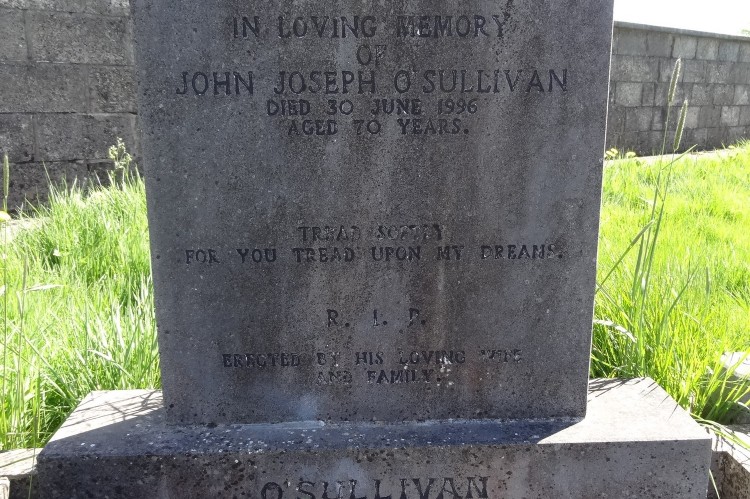 IN LOVING MEMORY
OF
JOHN JOSEPH O'SULLIVAN
DIED 30 JUNE 1996
AGED 70 YEARS.
TREAD SOFTLY
FOR YOU TREAD UPON MY DREAMS.
R. I. P.
ERECTED BY HIS LOVING WIFE
AND FAMILY.
O'SULLIVAN